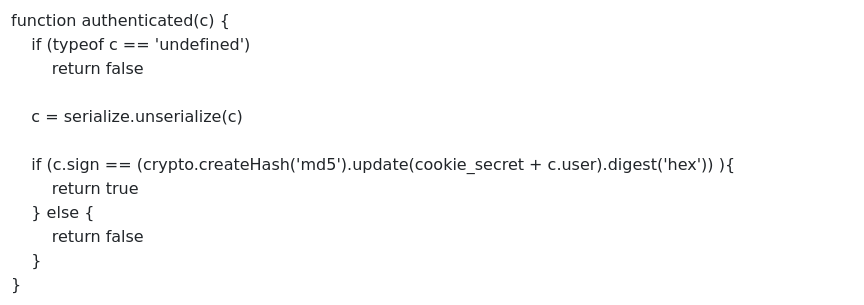 function authenticated(c) {
    if (typeof c == 'undefined')
        return false

    c = serialize.unserialize(c)

    if (c.sign == (crypto.createHash('md5').update(cookie_secret + c.user).digest('hex')) ){
        return true
    } else {
        return false
    }
}